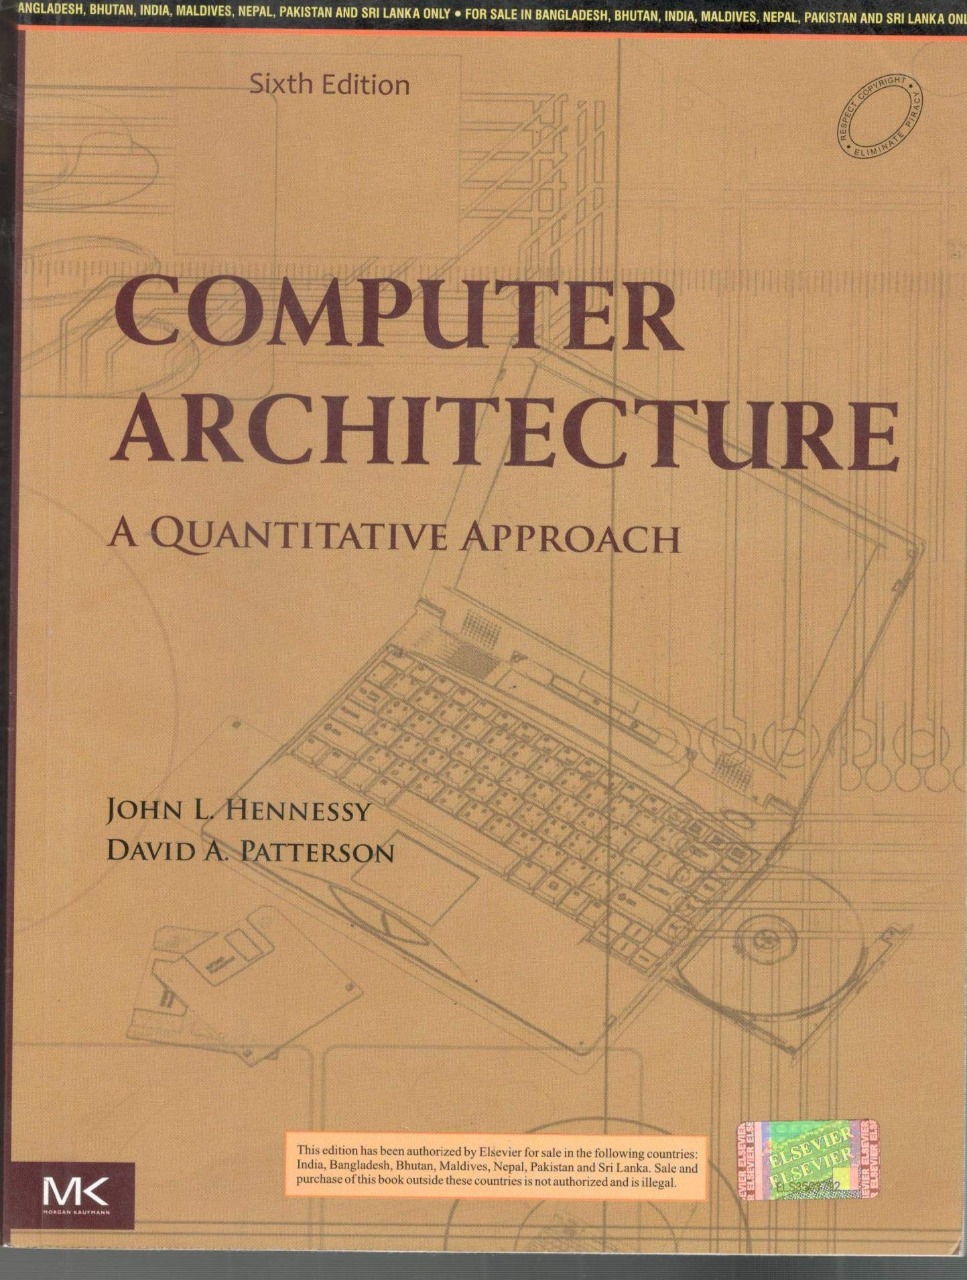 ANGLADESH, BHUTAN, INDIA, MALDIVES, NEPAL, PAKISTAN AND SRI LANKA ONLY • FOR SALE IN BANGLADESH, BHUTAN, INDIA, MALDIVES, NEPAL, PAKISTAN AND SRI LANKA ONL
Sixth Edition
RESPECT COPYRIGHT • ELIMINATE PIRACY •
COMPUTER
ARCHITECTURE
A QUANTITATIVE APPROACH
JOHN L. HENNESSY
DAVID A. PATTERSON
This edition has been authorized by Elsevier for sale in the following countries:
India, Bangladesh, Bhutan, Maldives, Nepal, Pakistan and Sri Lanka. Sale and
purchase of this book outside these countries is not authorized and is illegal.
ELSEVIER
ELSEVIER
MK
MORGAN KAUFMANN